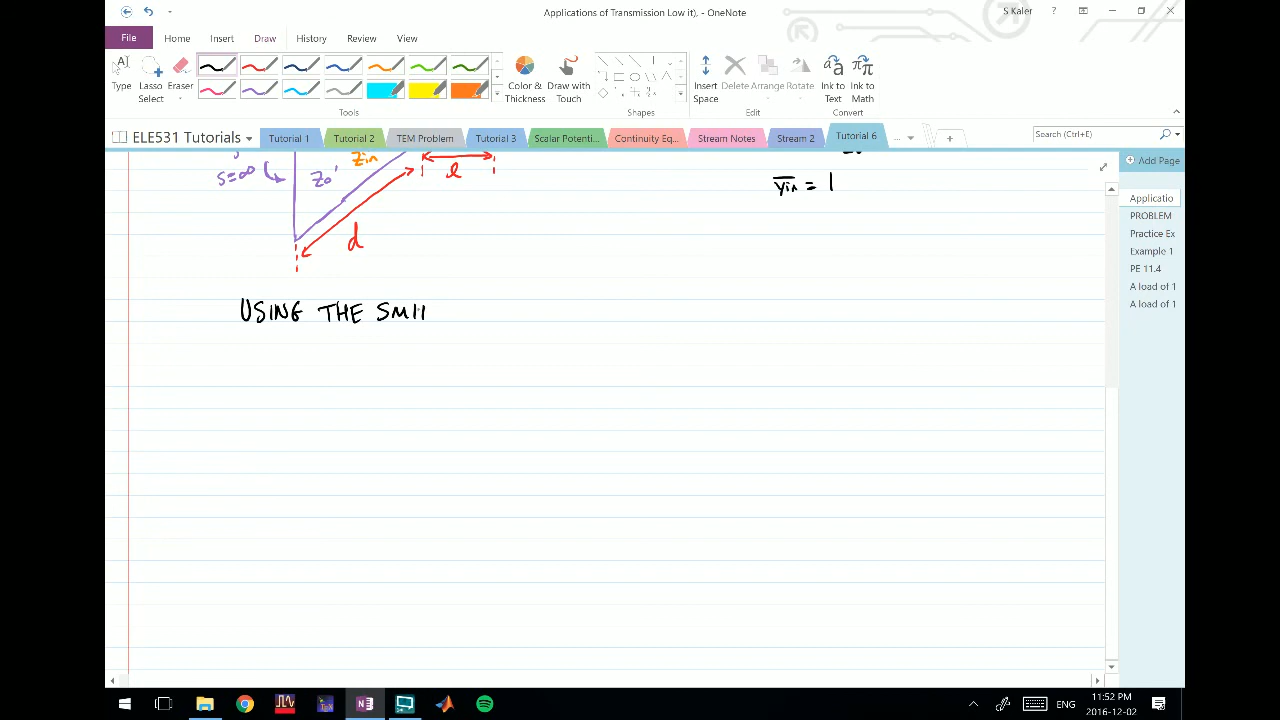 Applications of Transmission Low it), - OneNote
S Kaler
File
Home
Insert
Draw
History
Review
View
Type
Lasso Select
Eraser
Color & Thickness
Draw with Touch
Insert Space
Delete
Arrange
Rotate
Ink to Text
Ink to Math
Tools
Shapes
Edit
Convert
ELE531 Tutorials
Tutorial 1
Tutorial 2
TEM Problem
Tutorial 3
Scalar Potenti...
Continuity Eq...
Stream Notes
Stream 2
Tutorial 6
Search (Ctrl+E)
Add Page
Applicatio
PROBLEM
Practice Ex
Example 1
PE 11.4
A load of 1
A load of 1
S=∞
Zo'
Zin
l
d
yin = 1
USING THE SMI
11:52 PM
2016-12-02